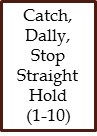 Catch,
Dally,
Stop
Straight
Hold
(1-10)